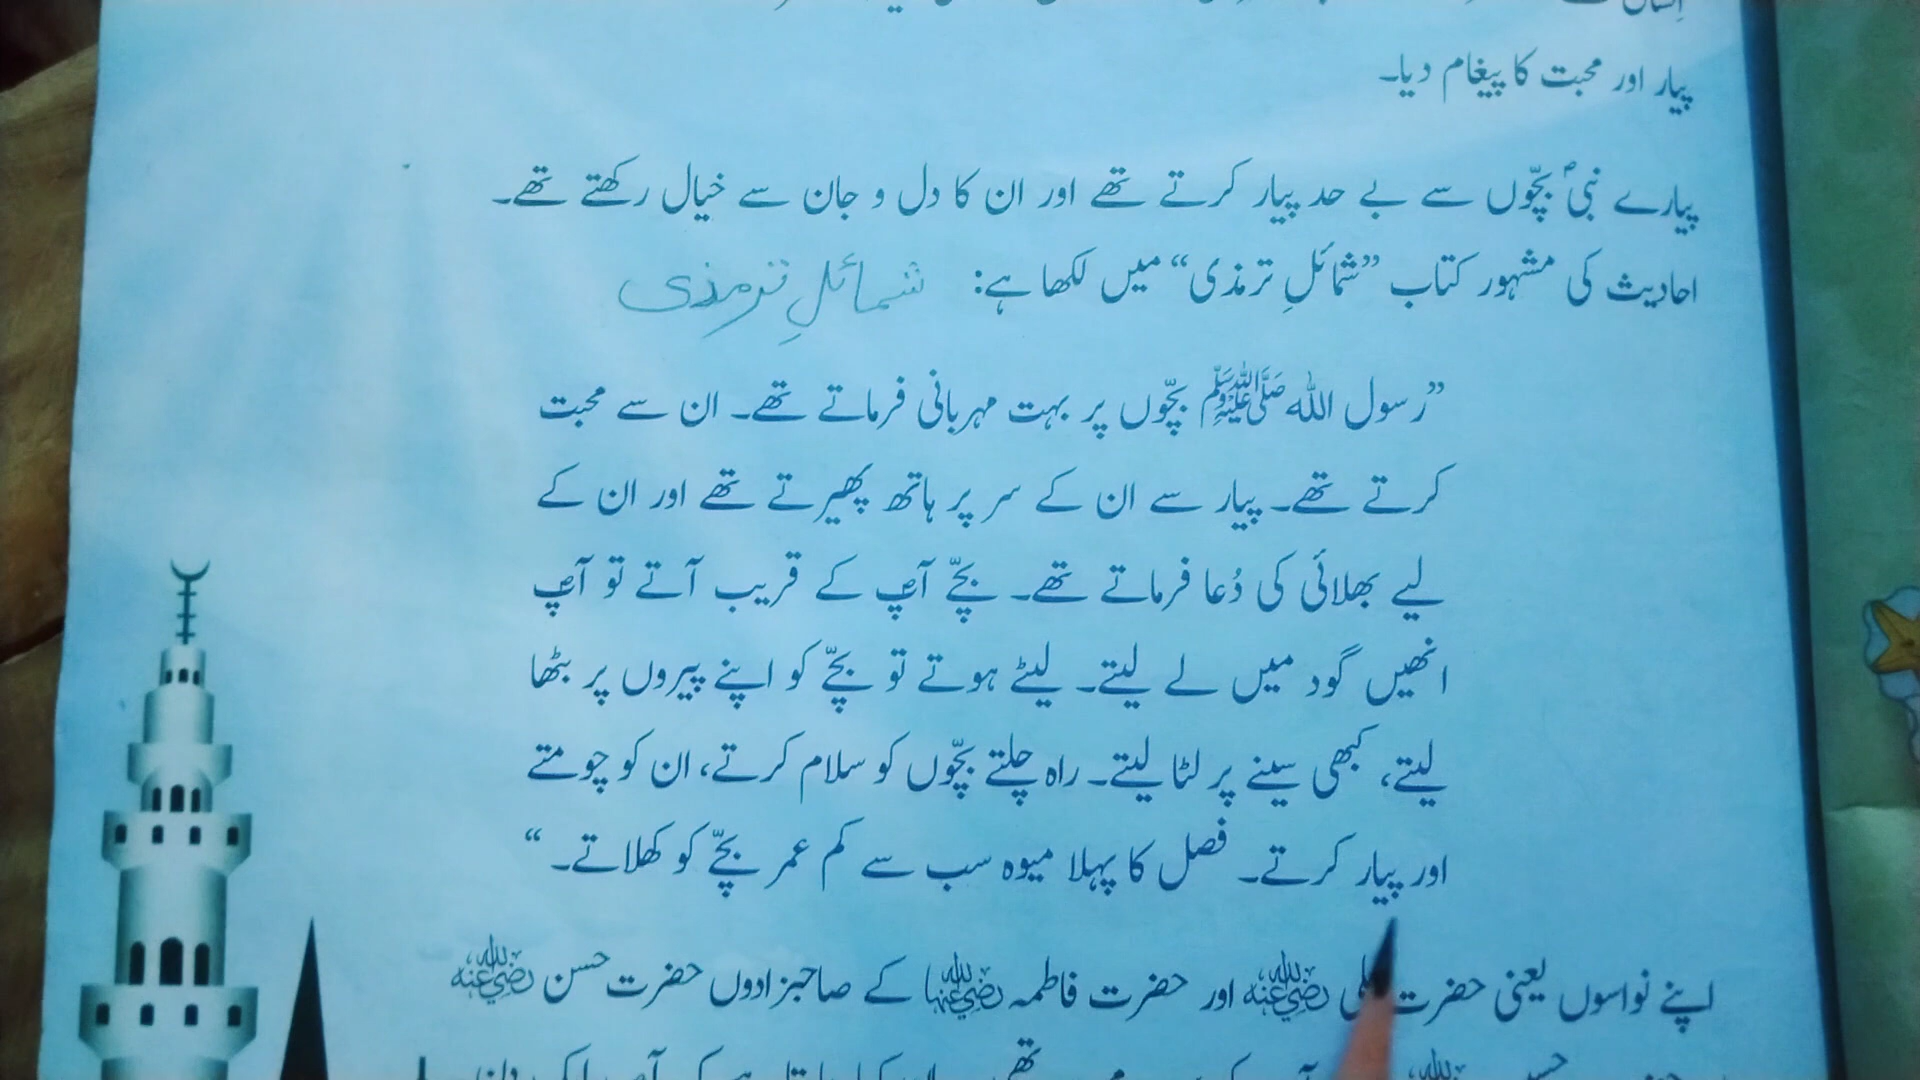 انسان
پیار اور محبت کا پیغام دیا۔
پیارے نبیؐ بچّوں سے بے حد پیار کرتے تھے اور ان کا دل و جان سے خیال رکھتے تھے۔
احادیث کی مشہور کتاب ”شمائلِ ترمذی“ میں لکھا ہے: شمائلِ ترمذی
”رسول اللہ ﷺ بچّوں پر بہت مہربانی فرماتے تھے۔ ان سے محبت
کرتے تھے۔ پیار سے ان کے سر پر ہاتھ پھیرتے تھے اور ان کے
لیے بھلائی کی دُعا فرماتے تھے۔ بچّے آپؐ کے قریب آتے تو آپؐ
انھیں گود میں لے لیتے۔ لیٹے ہوتے تو بچّے کو اپنے پیروں پر بٹھا
لیتے، کبھی سینے پر لٹا لیتے۔ راہ چلتے بچّوں کو سلام کرتے، ان کو چومتے
اور پیار کرتے۔ فصل کا پہلا میوہ سب سے کم عمر بچّے کو کھلاتے۔“
اپنے نواسوں یعنی حضرت علی رضی اللہ عنہ اور حضرت فاطمہ رضی اللہ عنہا کے صاحبزادوں حضرت حسن رضی اللہ عنہ